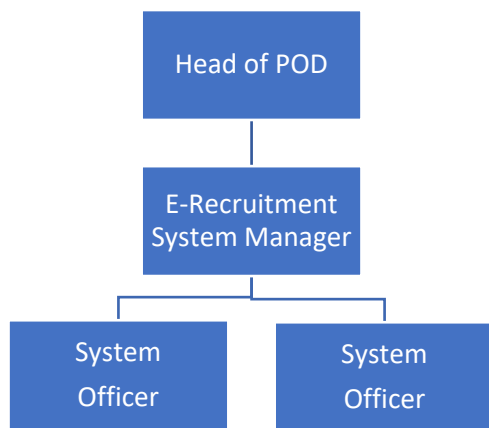 Head of POD
E-Recruitment
System Manager
System
Officer
System
Officer